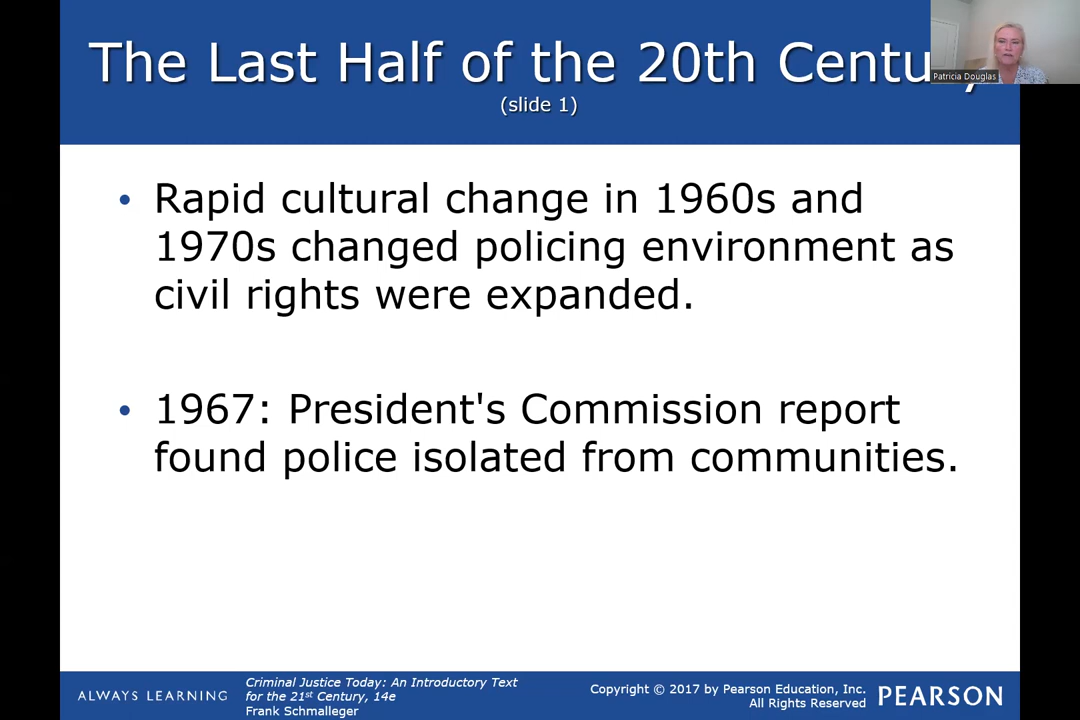 The Last Half of the 20th Centu
(slide 1)
Patricia Douglas
• Rapid cultural change in 1960s and
1970s changed policing environment as
civil rights were expanded.
• 1967: President's Commission report
found police isolated from communities.
ALWAYS LEARNING
Criminal Justice Today: An Introductory Text
for the 21st Century, 14e
Frank Schmalleger
Copyright © 2017 by Pearson Education, Inc.
All Rights Reserved
PEARSON